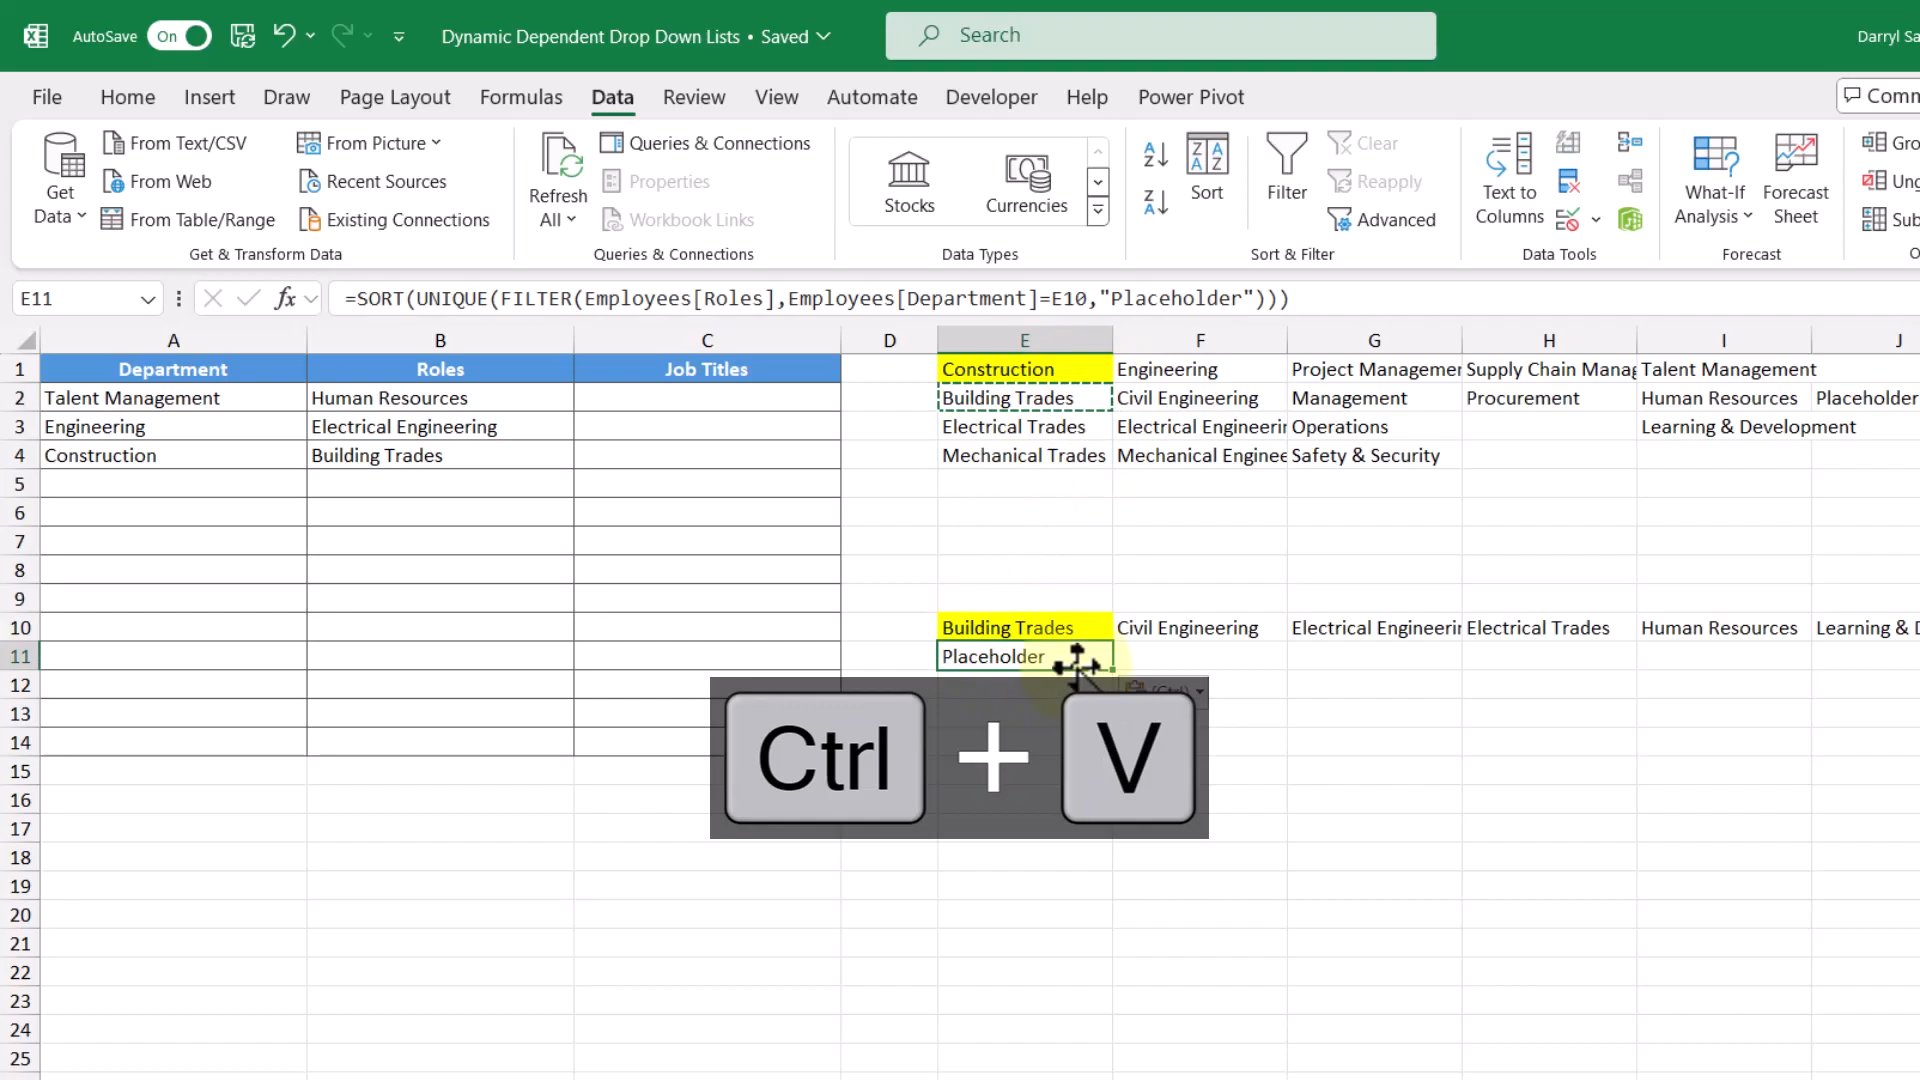 AutoSave On Dynamic Dependent Drop Down Lists • Saved Search Darryl Sa
File Home Insert Draw Page Layout Formulas Data Review View Automate Developer Help Power Pivot Comm
Get Data From Text/CSV From Picture Refresh All Queries & Connections Stocks Currencies Sort Filter Clear Text to Columns What-If Analysis Forecast Sheet Gro
From Web Recent Sources Properties Reapply Ung
From Table/Range Existing Connections Workbook Links Advanced Sub
Get & Transform Data Queries & Connections Data Types Sort & Filter Data Tools Forecast O
E11 fx =SORT(UNIQUE(FILTER(Employees[Roles],Employees[Department]=E10,"Placeholder")))
A B C D E F G H I J
1 Department Roles Job Titles Construction Engineering Project Managemer Supply Chain Manag Talent Management
2 Talent Management Human Resources Building Trades Civil Engineering Management Procurement Human Resources Placeholder
3 Engineering Electrical Engineering Electrical Trades Electrical Engineerir Operations Learning & Development
4 Construction Building Trades Mechanical Trades Mechanical Enginee Safety & Security
5
6
7
8
9
10 Building Trades Civil Engineering Electrical Engineerir Electrical Trades Human Resources Learning & D
11 Placeholder
12 (Ctrl)
13
14
Ctrl + V
15
16
17
18
19
20
21
22
23
24
25